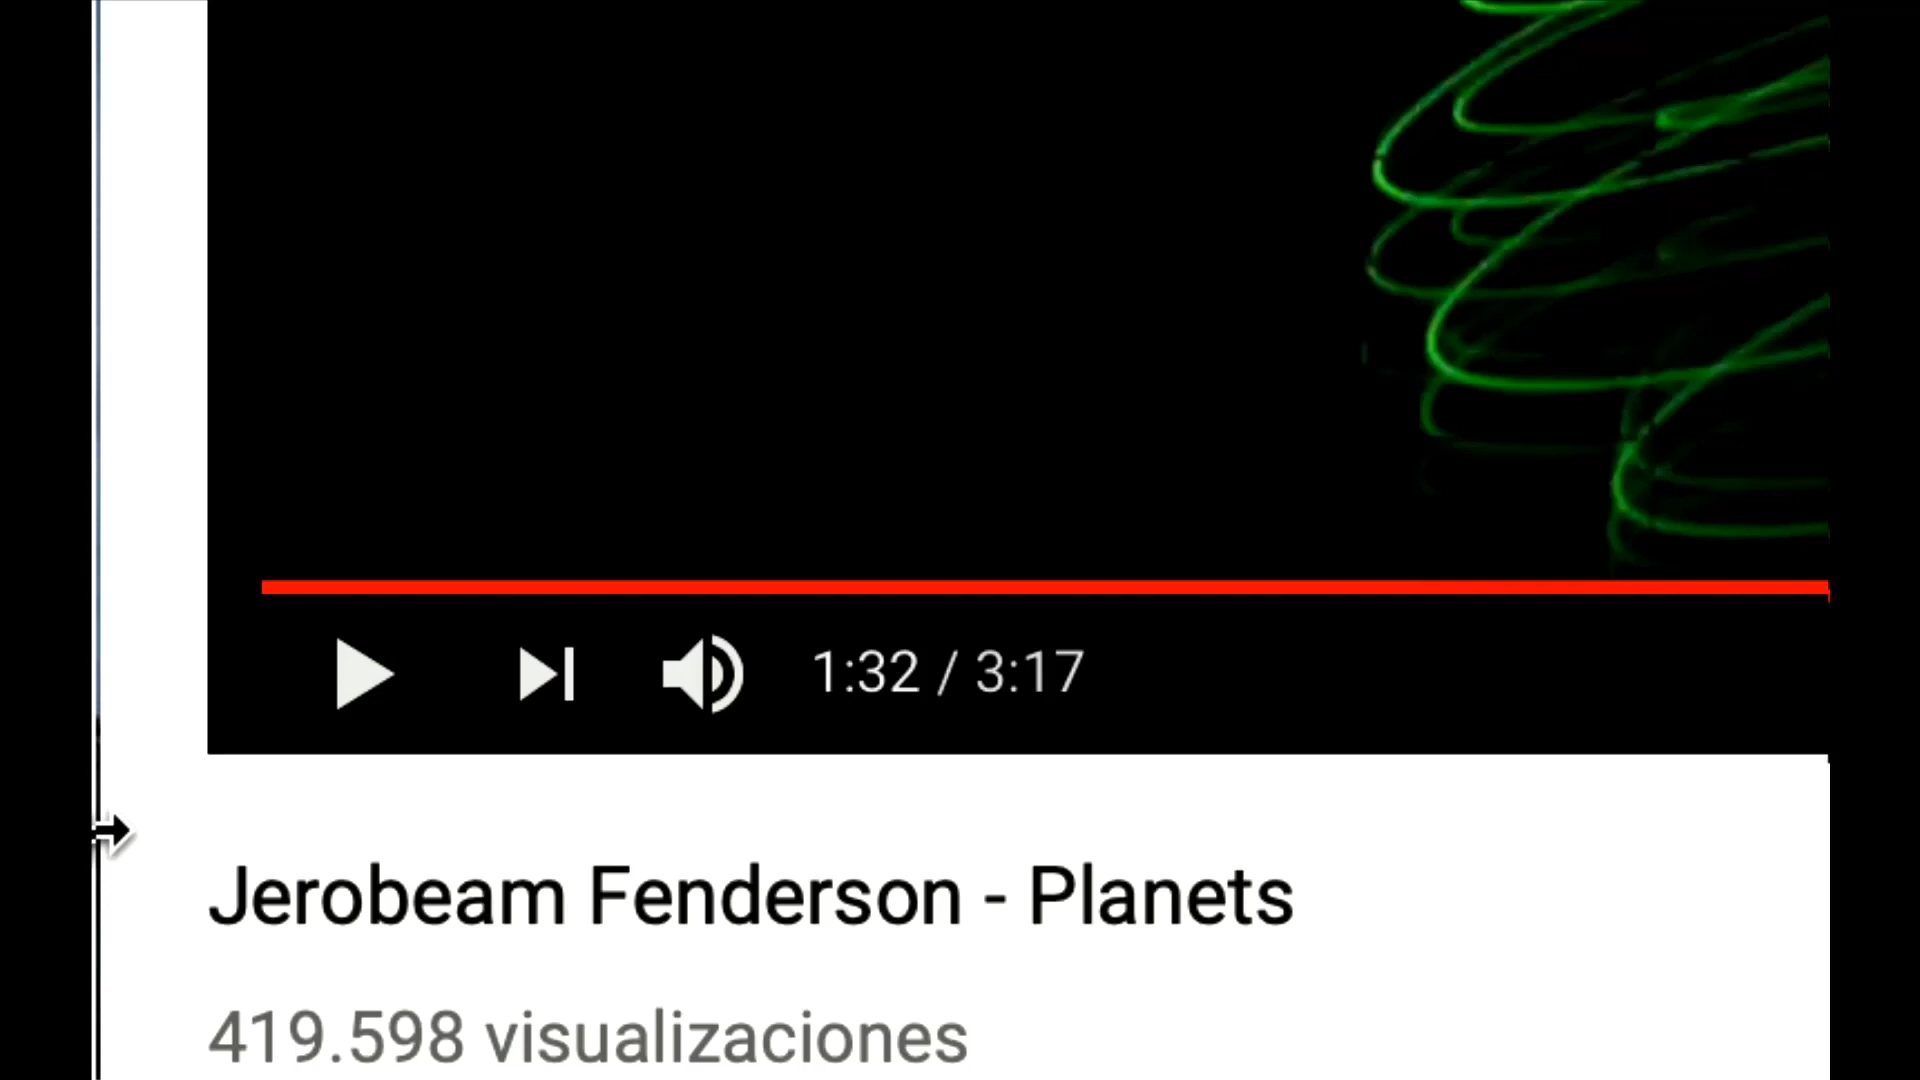 1:32 / 3:17
Jerobeam Fenderson - Planets
419.598 visualizaciones